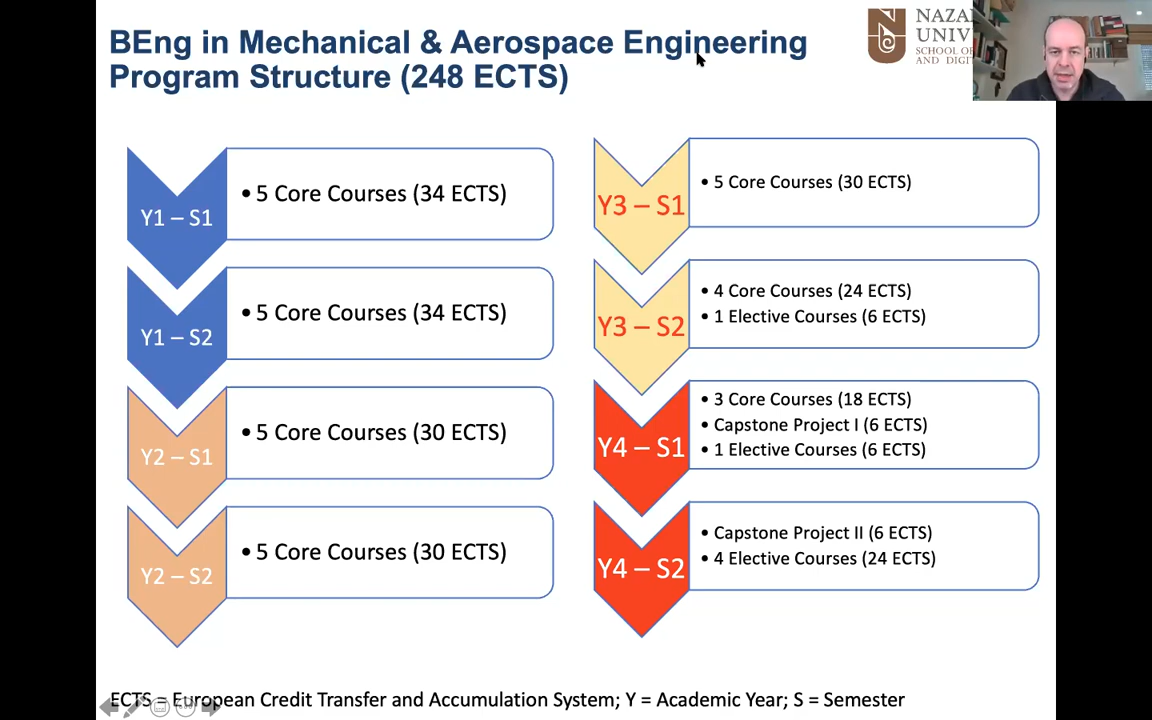 BEng in Mechanical & Aerospace Engineering
Program Structure (248 ECTS)
Y1 – S1
• 5 Core Courses (34 ECTS)
Y1 – S2
• 5 Core Courses (34 ECTS)
Y2 – S1
• 5 Core Courses (30 ECTS)
Y2 – S2
• 5 Core Courses (30 ECTS)
Y3 – S1
• 5 Core Courses (30 ECTS)
Y3 – S2
• 4 Core Courses (24 ECTS)
• 1 Elective Courses (6 ECTS)
Y4 – S1
• 3 Core Courses (18 ECTS)
• Capstone Project I (6 ECTS)
• 1 Elective Courses (6 ECTS)
Y4 – S2
• Capstone Project II (6 ECTS)
• 4 Elective Courses (24 ECTS)
SCHOOL OF
ECTS = European Credit Transfer and Accumulation System; Y = Academic Year; S = Semester